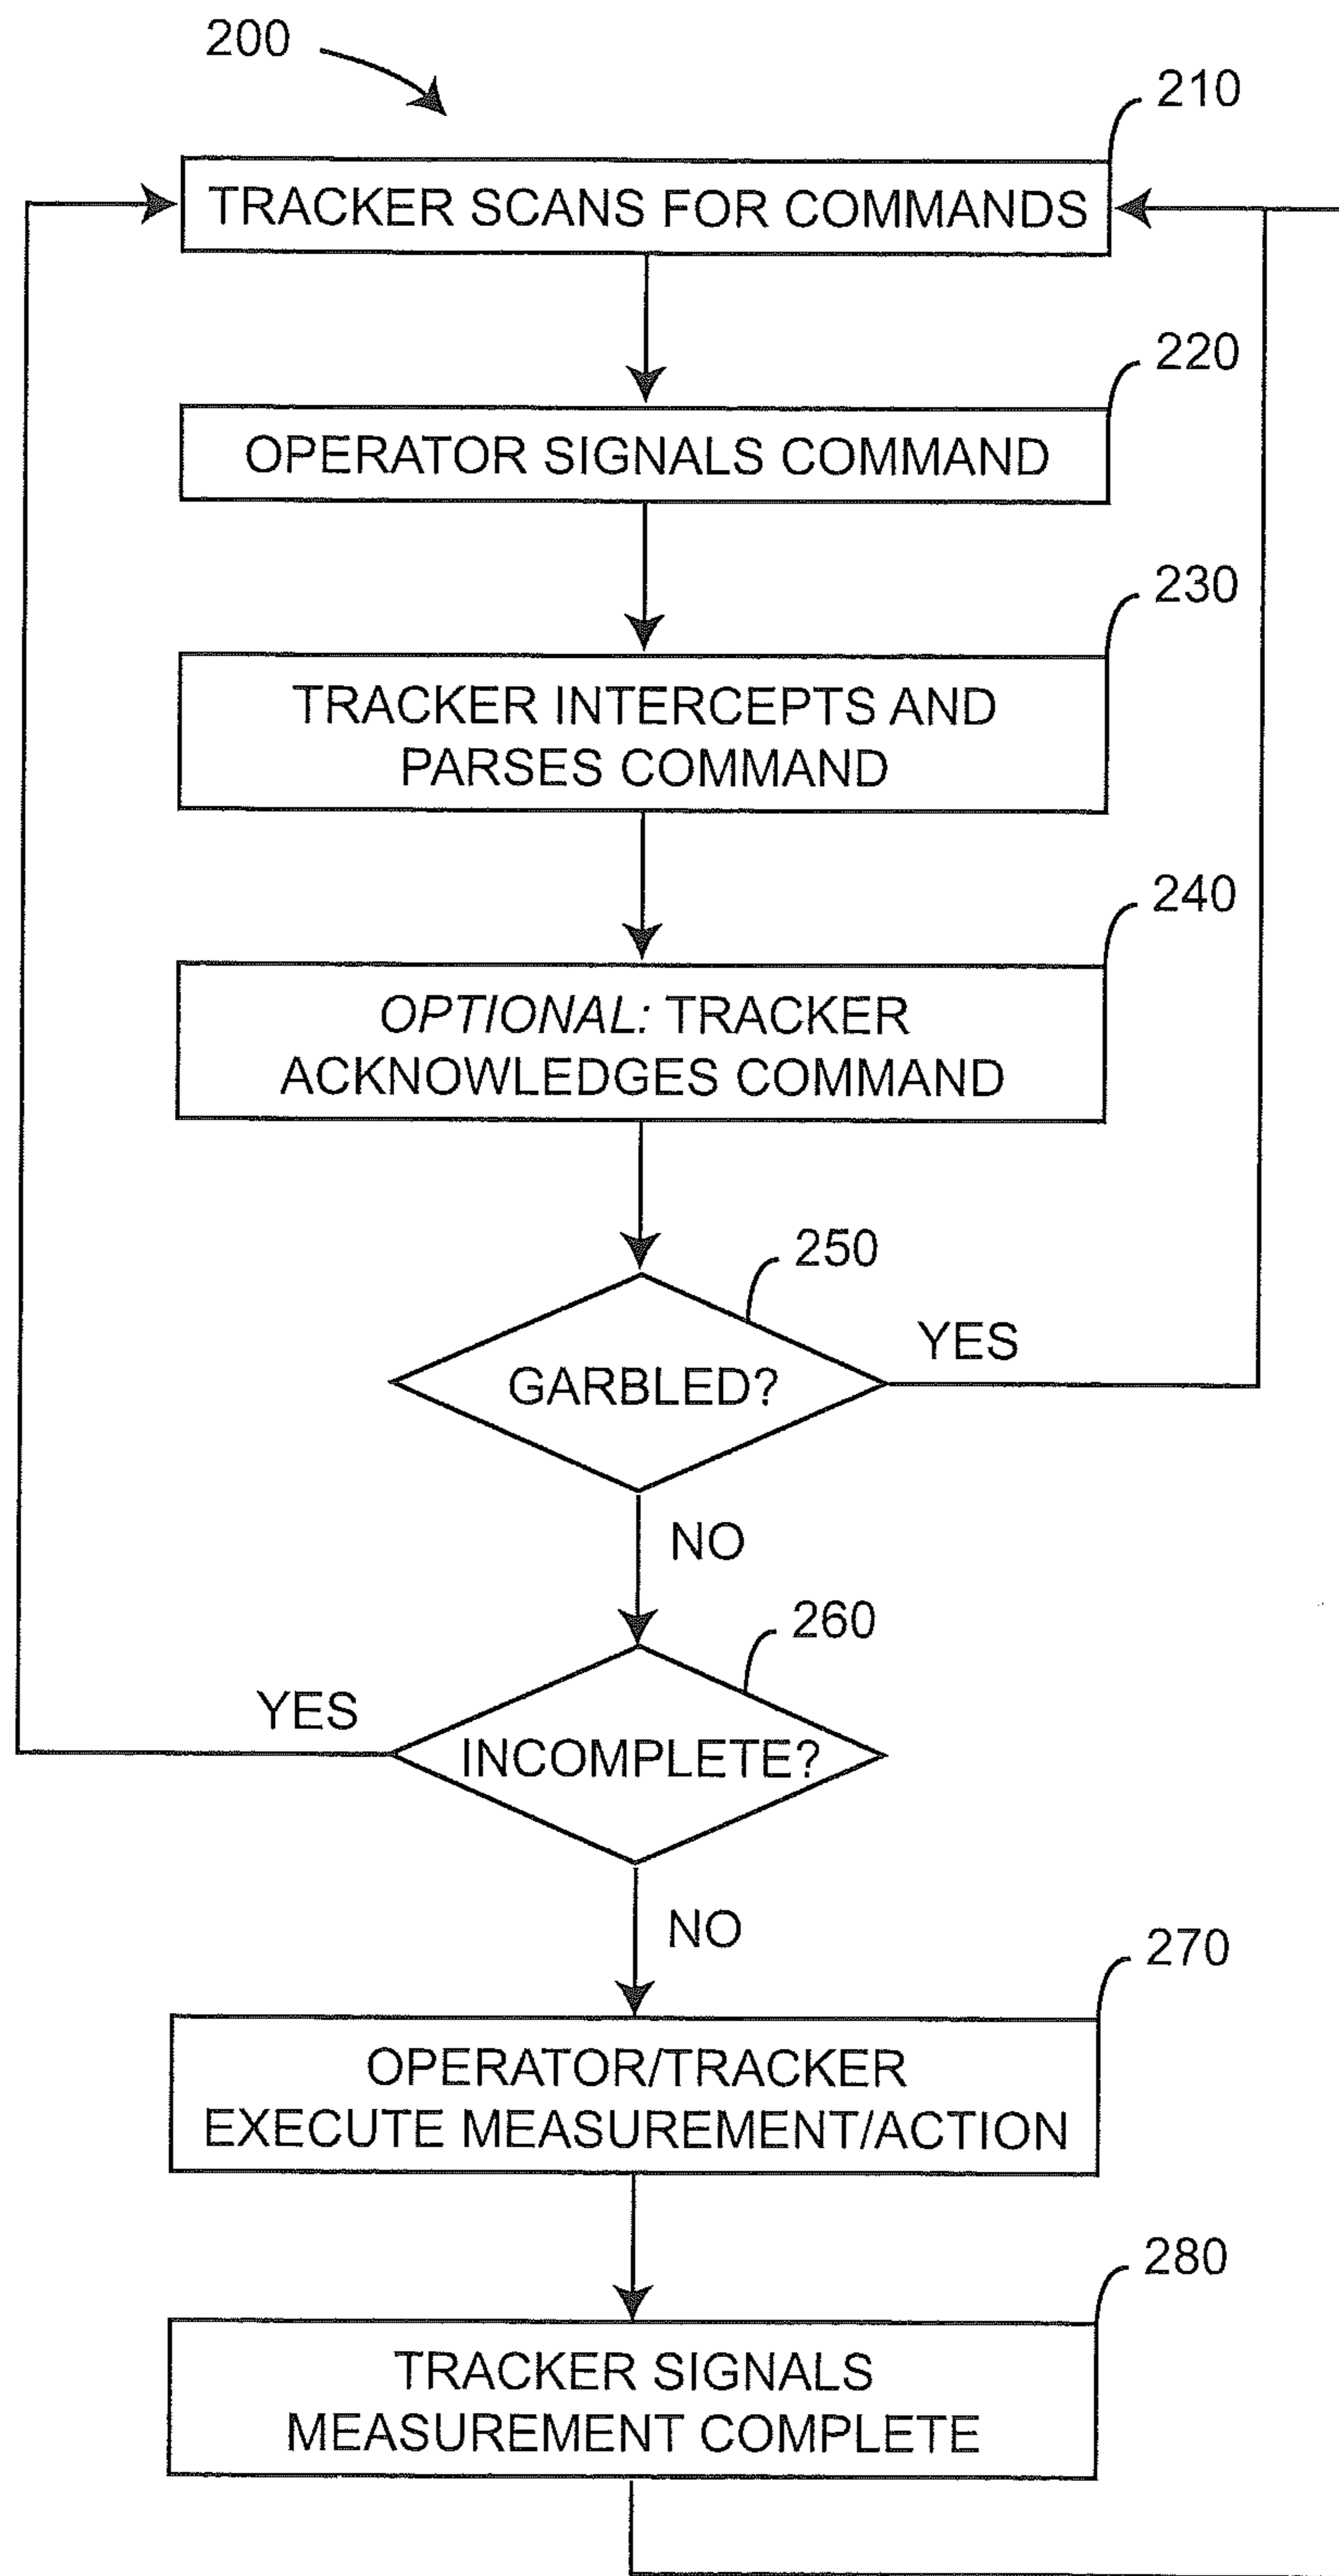 200
210
TRACKER SCANS FOR COMMANDS
220
OPERATOR SIGNALS COMMAND
230
TRACKER INTERCEPTS AND
PARSES COMMAND
240
OPTIONAL: TRACKER
ACKNOWLEDGES COMMAND
250
GARBLED?
YES
NO
260
YES
INCOMPLETE?
NO
270
OPERATOR/TRACKER
EXECUTE MEASUREMENT/ACTION
280
TRACKER SIGNALS
MEASUREMENT COMPLETE